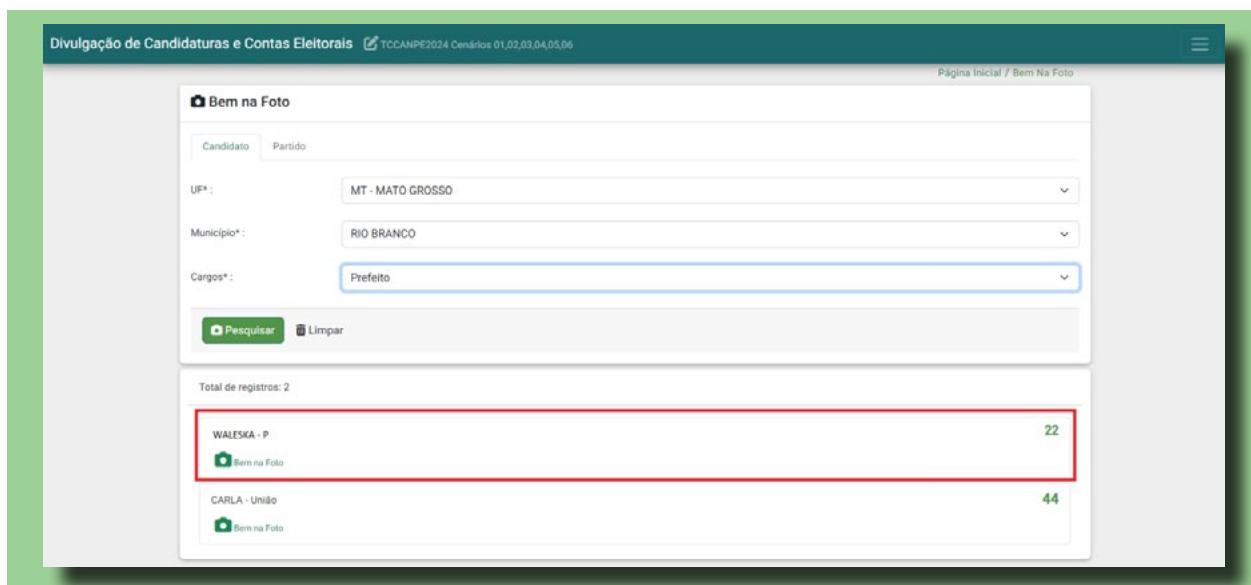 Divulgação de Candidaturas e Contas Eleitorais TCCANPE2024 Cenários 01,02,03,04,05,06
Página Inicial / Bem Na Foto
Bem na Foto
Candidato Partido
UF* : MT - MATO GROSSO
Município* : RIO BRANCO
Cargos* : Prefeito
Pesquisar Limpar
Total de registros: 2
WALESKA - P 22
Bem na Foto
CARLA - União 44
Bem na Foto